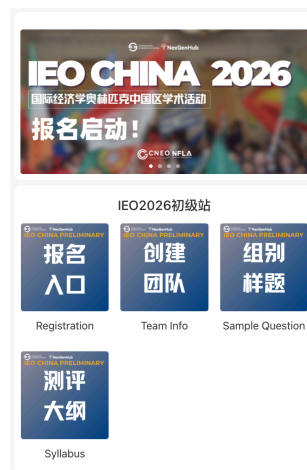 NexGenHub
IEO CHINA 2026
国际经济学奥林匹克中国区学术活动
报名启动！
CNEO NFLA
IEO2026初级站
NexGenHub
IEO CHINA PRELIMINARY
报名
入口
Registration
NexGenHub
IEO CHINA PRELIMINARY
创建
团队
Team Info
NexGenHub
IEO CHINA PRELIMINARY
组别
样题
Sample Question
NexGenHub
IEO CHINA PRELIMINARY
测评
大纲
Syllabus